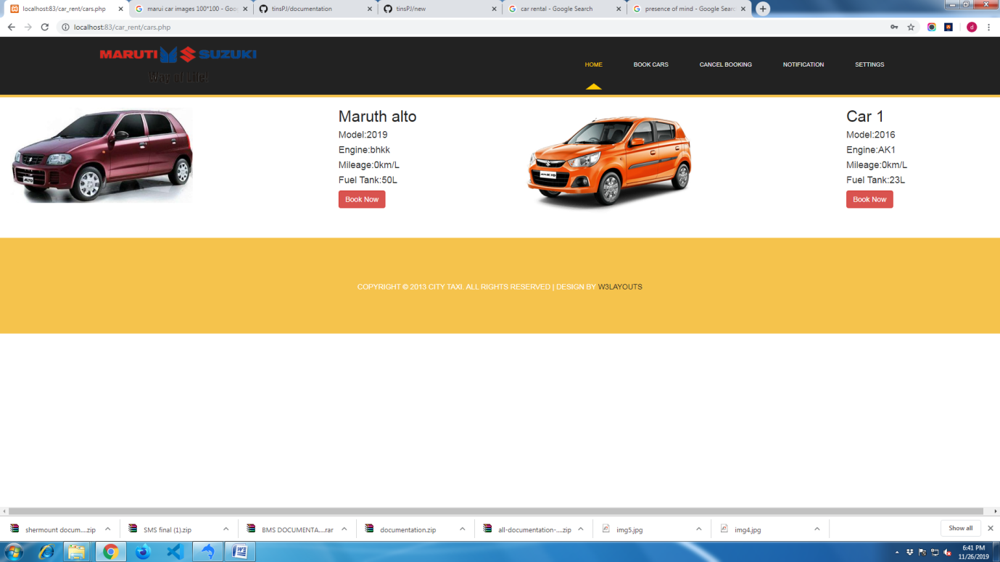 localhost:83/car_rent/cars.php
marui car images 100*100 - Goo
tinsPJ/documentation
tinsPJ/new
car rental - Google Search
presence of mind - Google Searc
localhost:83/car_rent/cars.php
d
MARUTI SUZUKI
Way of Life!
HOME
BOOK CARS
CANCEL BOOKING
NOTIFICATION
SETTINGS
Maruth alto
Model:2019
Engine:bhkk
Mileage:0km/L
Fuel Tank:50L
Book Now
Car 1
Model:2016
Engine:AK1
Mileage:0km/L
Fuel Tank:23L
Book Now
COPYRIGHT © 2013 CITY TAXI. ALL RIGHTS RESERVED | DESIGN BY W3LAYOUTS
shermount docum....zip
SMS final (1).zip
BMS DOCUMENTA....rar
documentation.zip
all-documentation-....zip
img5.jpg
img4.jpg
Show all
6:41 PM
11/26/2019